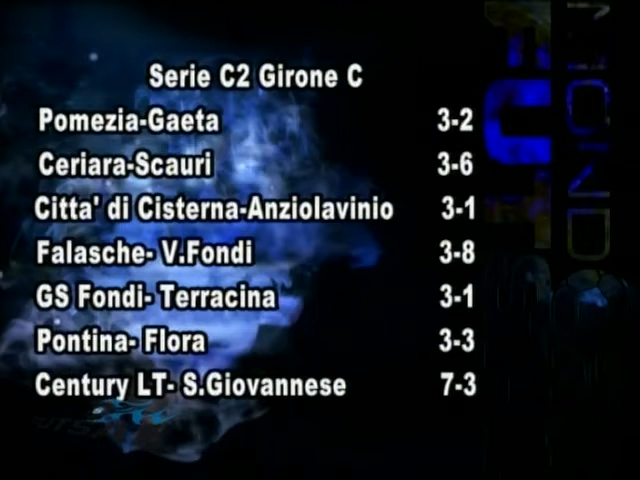 Serie C2 Girone C
Pomezia-Gaeta 3-2
Ceriara-Scauri 3-6
Citta' di Cisterna-Anziolavinio 3-1
Falasche- V.Fondi 3-8
GS Fondi- Terracina 3-1
Pontina- Flora 3-3
Century LT- S.Giovannese 7-3